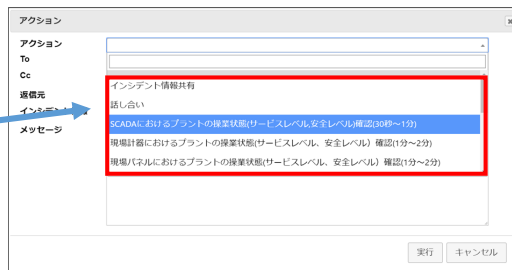 アクション
アクション
To
Cc
インシデント情報共有
返信元
話し合い
SCADAにおけるプラントの操業状態(サービスレベル,安全レベル)確認(30秒～1分)
メッセージ
現場計器におけるプラントの操業状態(サービスレベル、安全レベル）確認(1分～2分)
現場パネルにおけるプラントの操業状態(サービスレベル、安全レベル）確認(1分～2分)
実行 キャンセル